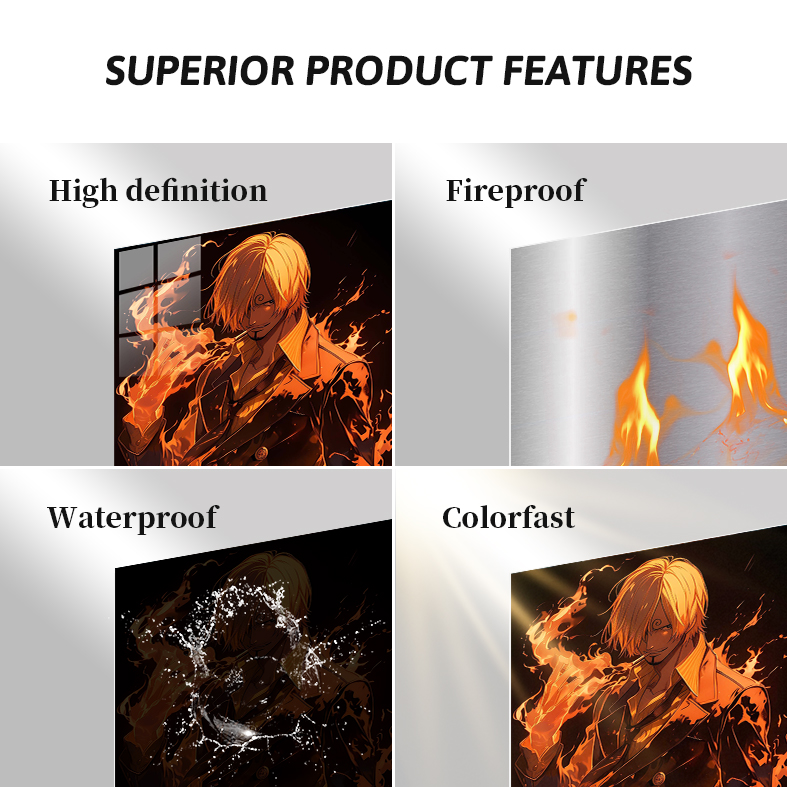 SUPERIOR PRODUCT FEATURES
High definition
Fireproof
Waterproof
Colorfast